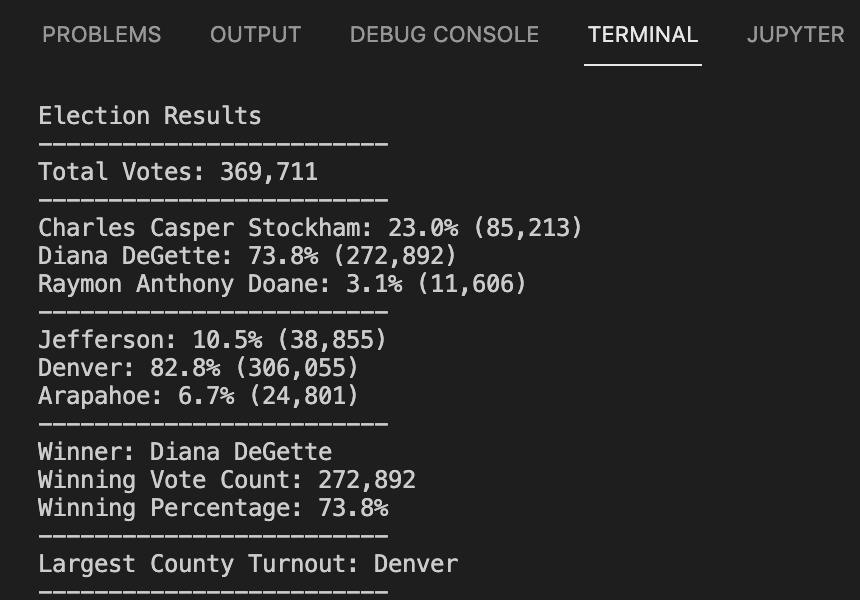 PROBLEMS OUTPUT DEBUG CONSOLE TERMINAL JUPYTER
Election Results
-------------------------
Total Votes: 369,711
-------------------------
Charles Casper Stockham: 23.0% (85,213)
Diana DeGette: 73.8% (272,892)
Raymon Anthony Doane: 3.1% (11,606)
-------------------------
Jefferson: 10.5% (38,855)
Denver: 82.8% (306,055)
Arapahoe: 6.7% (24,801)
-------------------------
Winner: Diana DeGette
Winning Vote Count: 272,892
Winning Percentage: 73.8%
-------------------------
Largest County Turnout: Denver
-------------------------